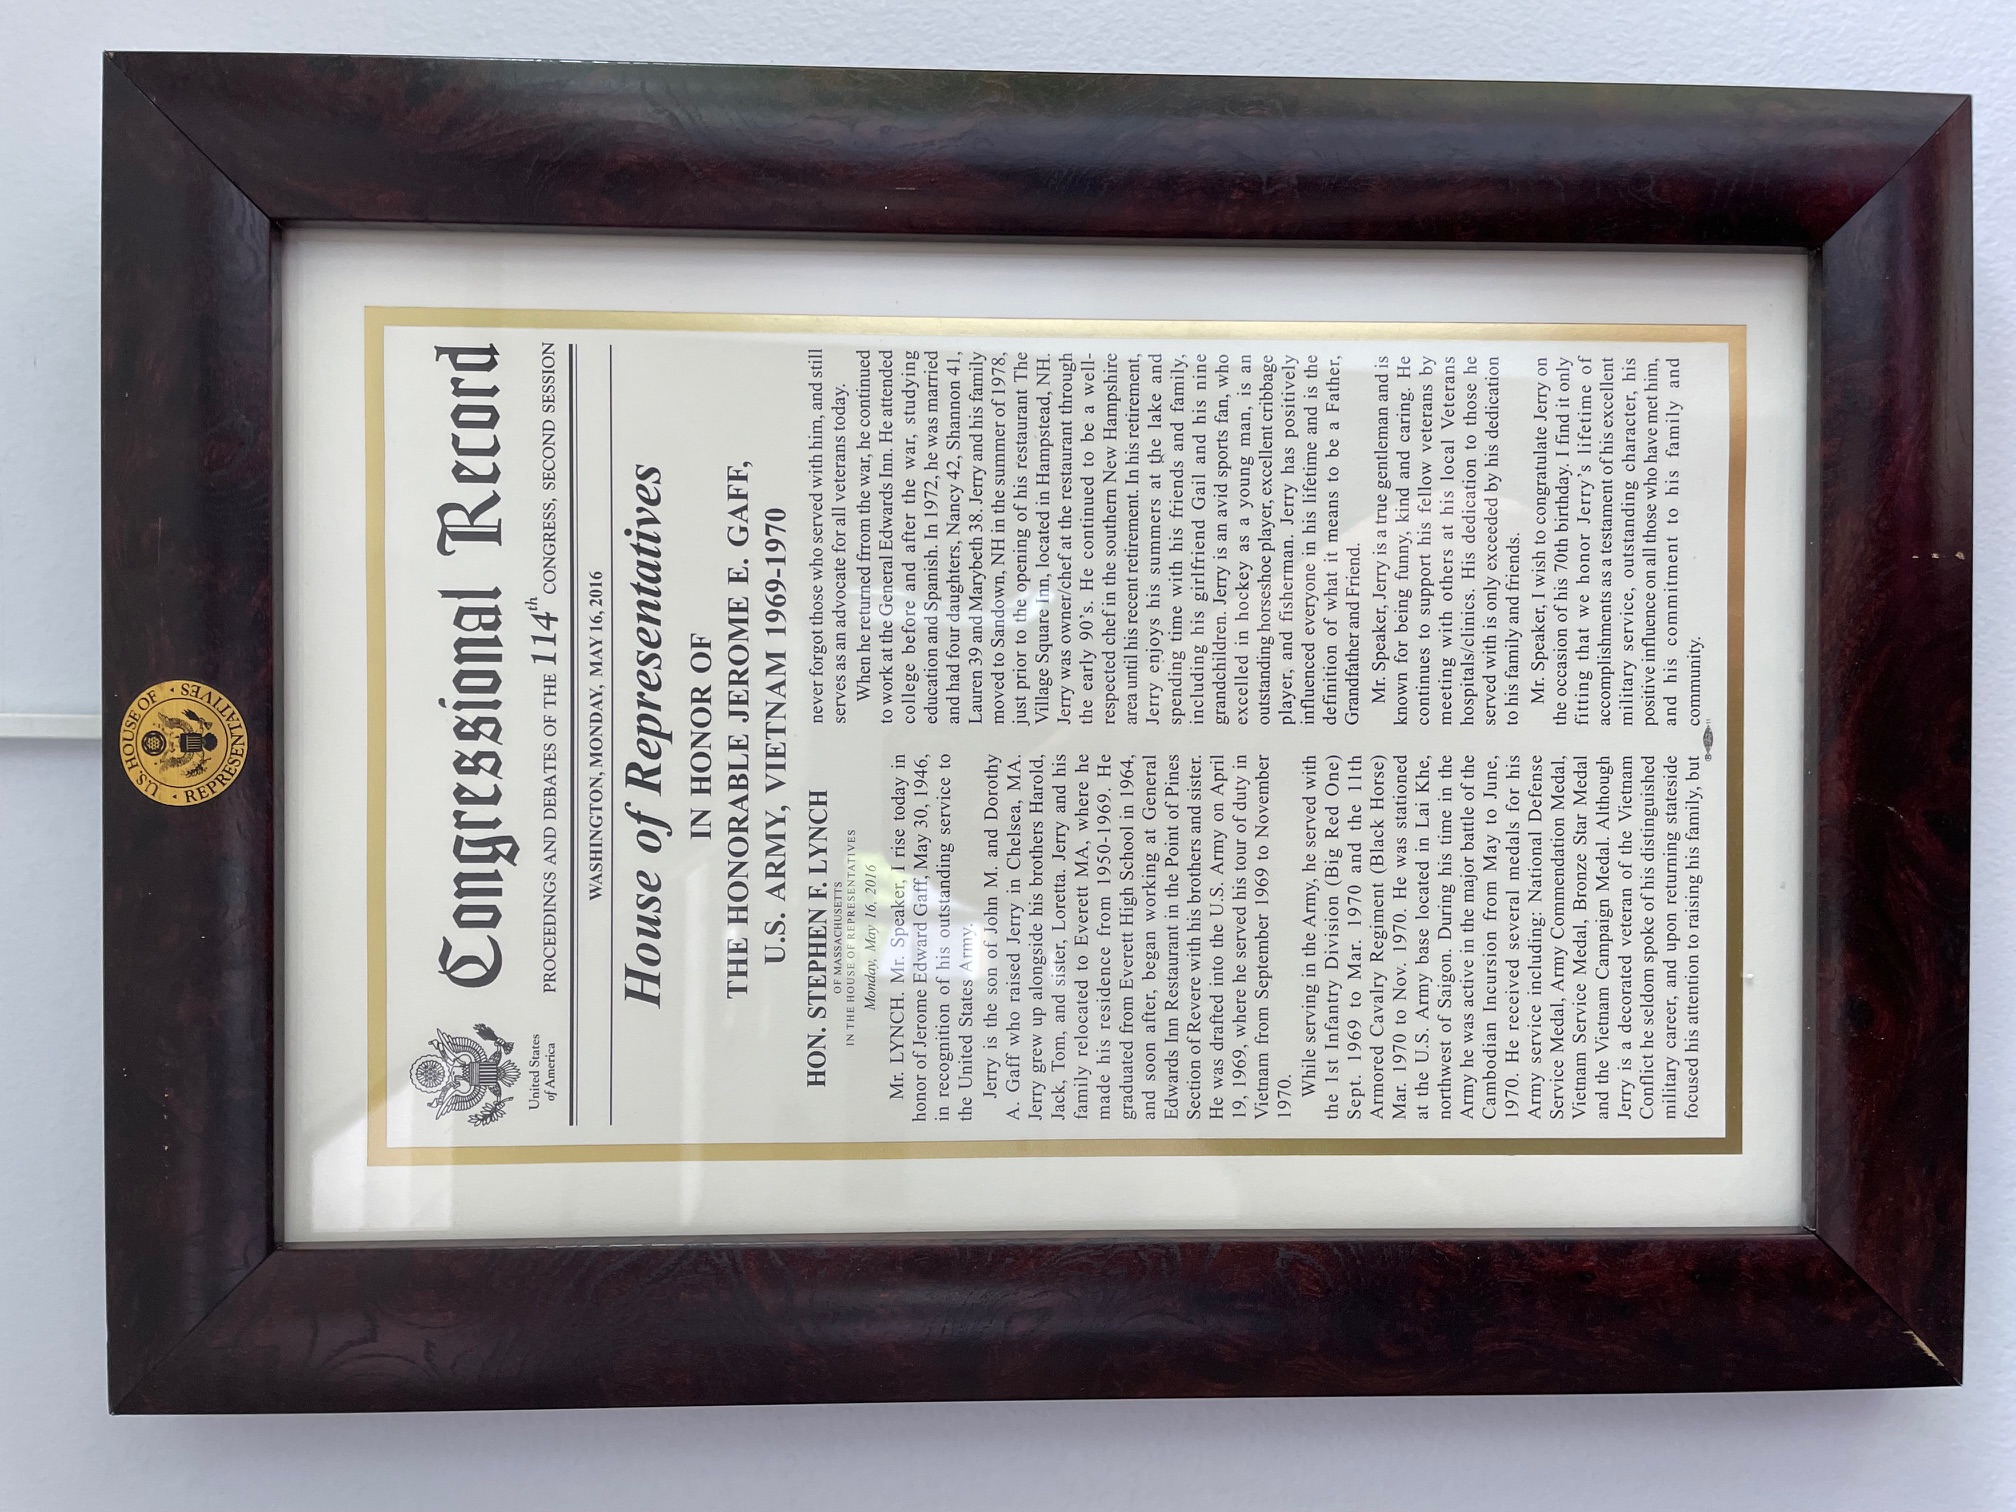 U.S. HOUSE OF
REPRESENTATIVES
Congressional Record
United States
of America
PROCEEDINGS AND DEBATES OF THE 114th CONGRESS, SECOND SESSION
WASHINGTON, MONDAY, MAY 16, 2016
House of Representatives
IN HONOR OF
THE HONORABLE JEROME E. GAFF,
U.S. ARMY, VIETNAM 1969-1970
HON. STEPHEN F. LYNCH
OF MASSACHUSETTS
IN THE HOUSE OF REPRESENTATIVES
Monday, May 16, 2016
Mr. LYNCH. Mr. Speaker, I rise today in
honor of Jerome Edward Gaff, May 30, 1946,
in recognition of his outstanding service to
the United States Army.
Jerry is the son of John M. and Dorothy
A. Gaff who raised Jerry in Chelsea, MA.
Jerry grew up alongside his brothers Harold,
Jack, Tom, and sister, Loretta. Jerry and his
family relocated to Everett MA, where he
made his residence from 1950-1969. He
graduated from Everett High School in 1964,
and soon after, began working at General
Edwards Inn Restaurant in the Point of Pines
Section of Revere with his brothers and sister.
He was drafted into the U.S. Army on April
19, 1969, where he served his tour of duty in
Vietnam from September 1969 to November
1970.
While serving in the Army, he served with
the 1st Infantry Division (Big Red One)
Sept. 1969 to Mar. 1970 and the 11th
Armored Cavalry Regiment (Black Horse)
Mar. 1970 to Nov. 1970. He was stationed
at the U.S. Army base located in Lai Khe,
northwest of Saigon. During his time in the
Army he was active in the major battle of the
Cambodian Incursion from May to June,
1970. He received several medals for his
Army service including: National Defense
Service Medal, Army Commendation Medal,
Vietnam Service Medal, Bronze Star Medal
and the Vietnam Campaign Medal. Although
Jerry is a decorated veteran of the Vietnam
Conflict he seldom spoke of his distinguished
military career, and upon returning stateside
focused his attention to raising his family, but
never forgot those who served with him, and still
serves as an advocate for all veterans today.
When he returned from the war, he continued
to work at the General Edwards Inn. He attended
college before and after the war, studying
education and Spanish. In 1972, he was married
and had four daughters, Nancy 42, Shannon 41,
Lauren 39 and Marybeth 38. Jerry and his family
moved to Sandown, NH in the summer of 1978,
just prior to the opening of his restaurant The
Village Square Inn, located in Hampstead, NH.
Jerry was owner/chef at the restaurant through
the early 90's. He continued to be a well-
respected chef in the southern New Hampshire
area until his recent retirement. In his retirement,
Jerry enjoys his summers at the lake and
spending time with his friends and family,
including his girlfriend Gail and his nine
grandchildren. Jerry is an avid sports fan, who
excelled in hockey as a young man, is an
outstanding horseshoe player, excellent cribbage
player, and fisherman. Jerry has positively
influenced everyone in his lifetime and is the
definition of what it means to be a Father,
Grandfather and Friend.
Mr. Speaker, Jerry is a true gentleman and is
known for being funny, kind and caring. He
continues to support his fellow veterans by
meeting with others at his local Veterans
hospitals/clinics. His dedication to those he
served with is only exceeded by his dedication
to his family and friends.
Mr. Speaker, I wish to congratulate Jerry on
the occasion of his 70th birthday. I find it only
fitting that we honor Jerry's lifetime of
accomplishments as a testament of his excellent
military service, outstanding character, his
positive influence on all those who have met him,
and his commitment to his family and
community.